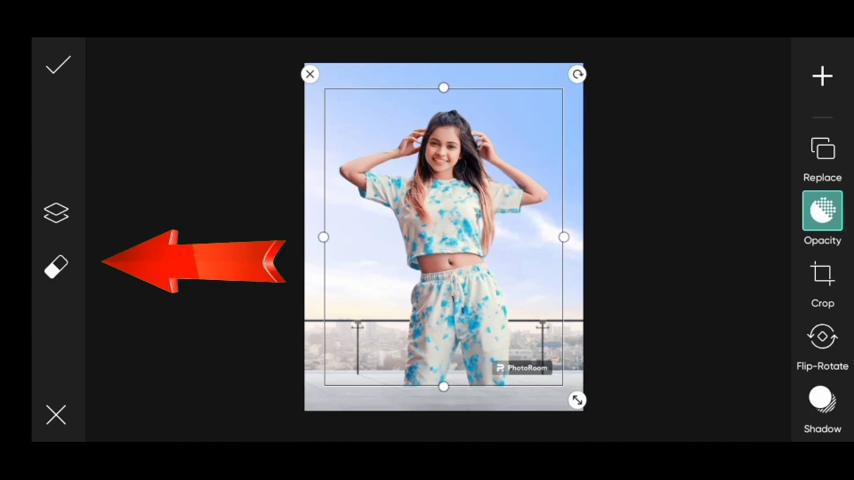 Replace
Opacity
Crop
Flip-Rotate
Shadow
PhotoRoom